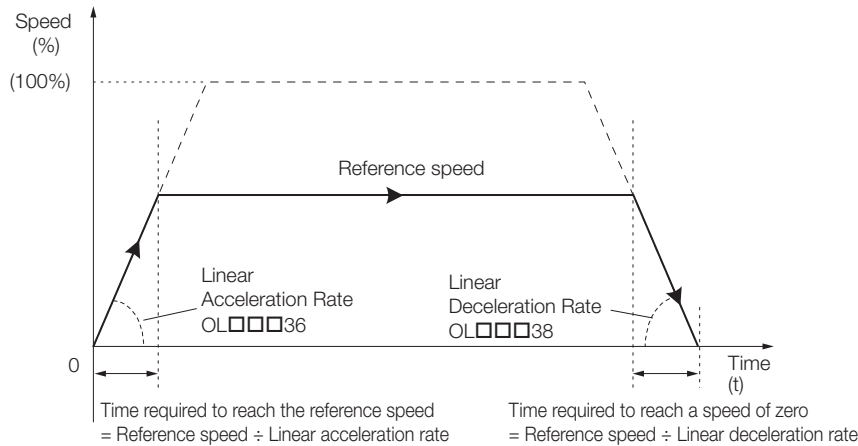 Speed
(%)
(100%)
Reference speed
Linear
Acceleration Rate
OL□□□36
Linear
Deceleration Rate
OL□□□38
0
Time
(t)
Time required to reach the reference speed
= Reference speed ÷ Linear acceleration rate
Time required to reach a speed of zero
= Reference speed ÷ Linear deceleration rate